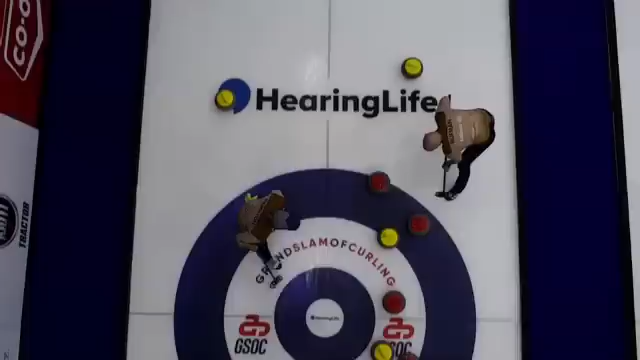 CO-OP
HearingLife
TRACTOR
GRANDSLAMOFCURLING
HearingLife
GSOC
GSOC